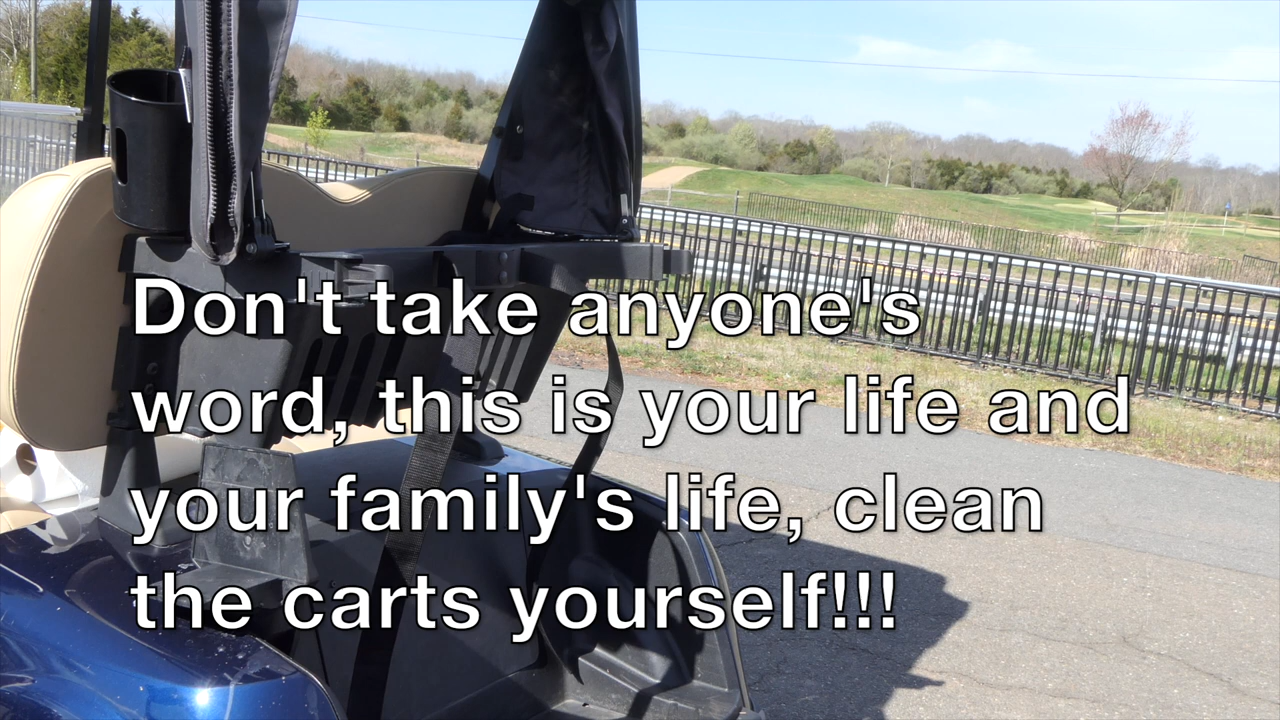 Don't take anyone's
word, this is your life and
your family's life, clean
the carts yourself!!!